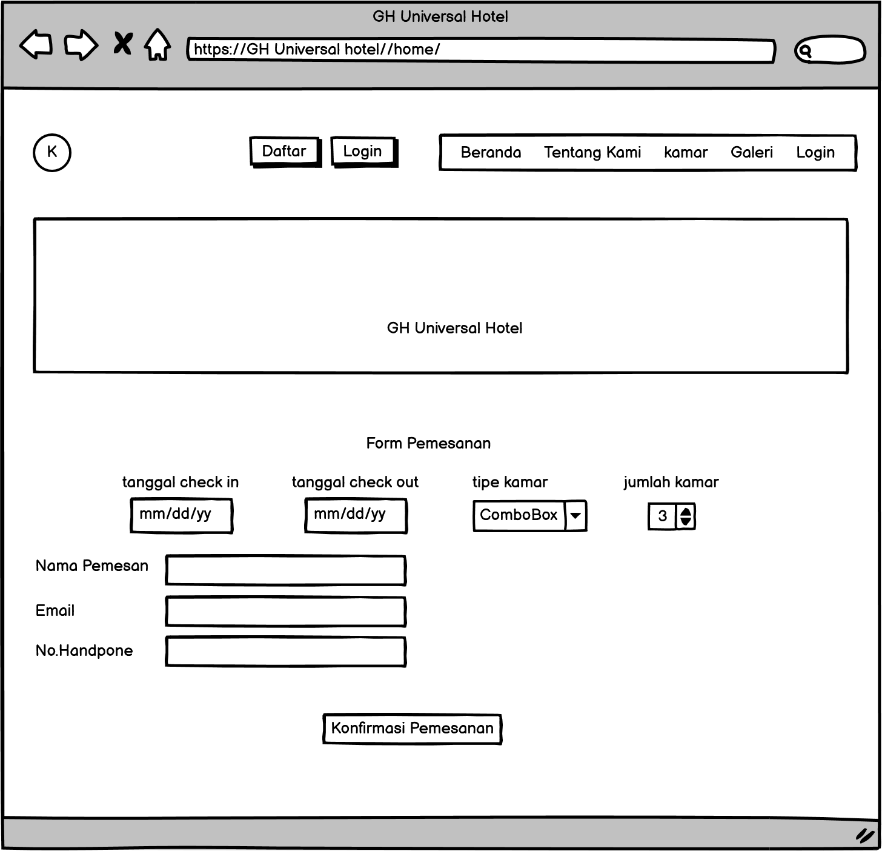 GH Universal Hotel
https://GH Universal hotel//home/
K
Daftar Login
Beranda Tentang Kami kamar Galeri Login
GH Universal Hotel
Form Pemesanan
tanggal check in tanggal check out tipe kamar jumlah kamar
mm/dd/yy mm/dd/yy ComboBox 3
Nama Pemesan
Email
No.Handpone
Konfirmasi Pemesanan